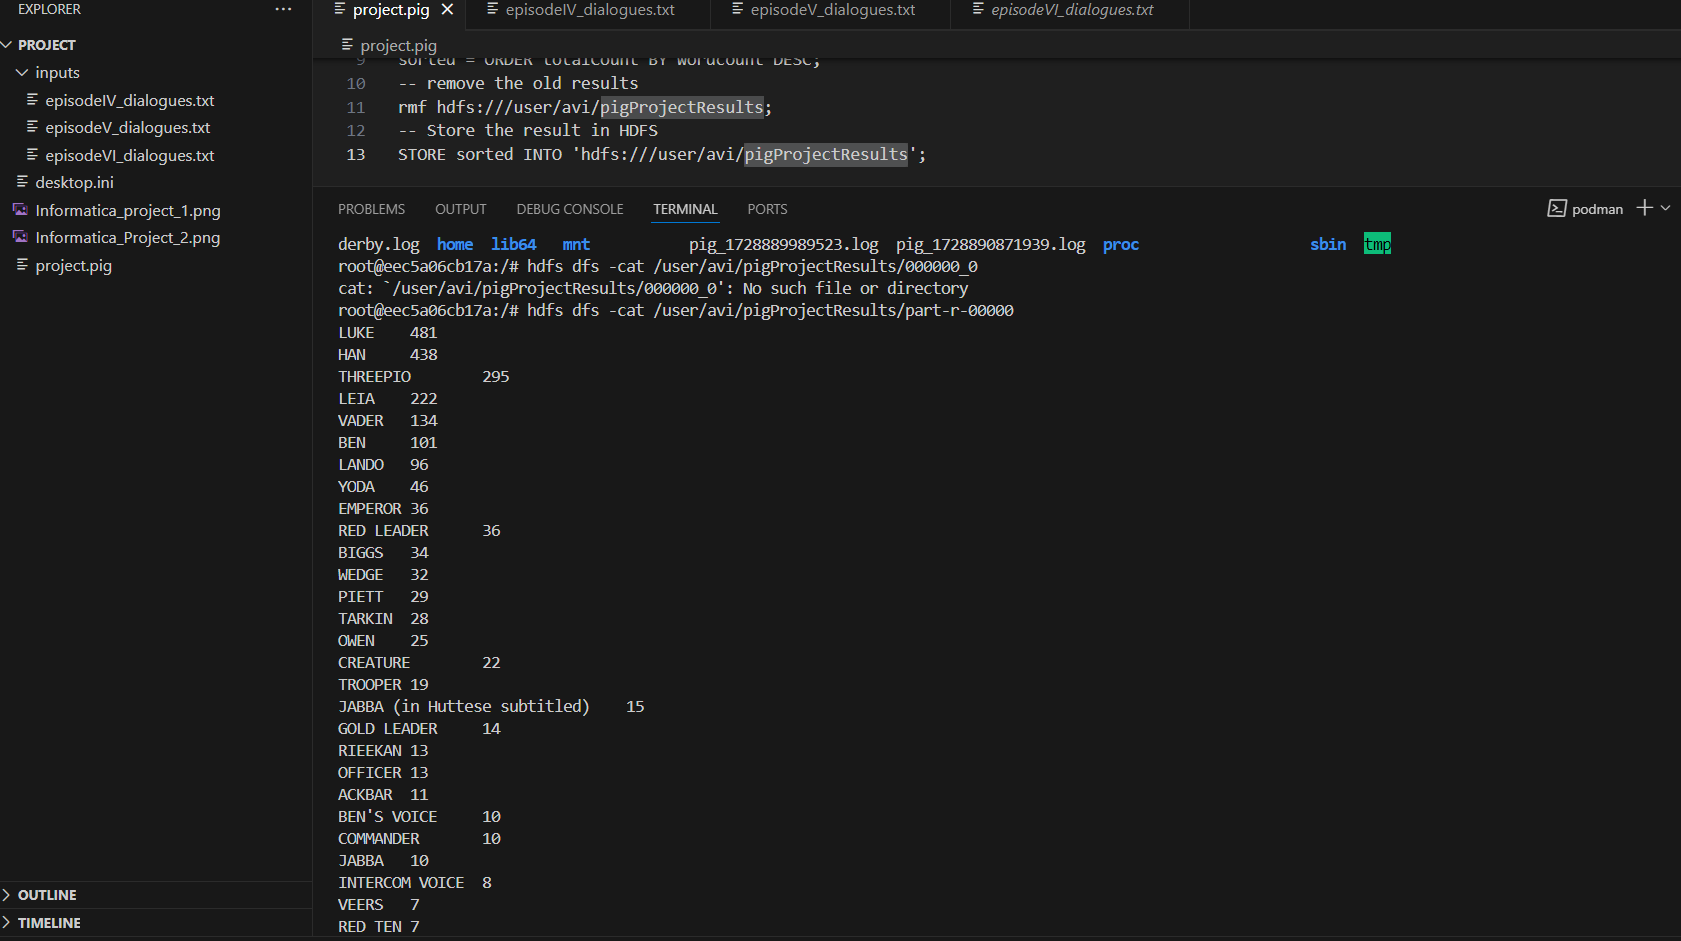 EXPLORER ...
PROJECT
inputs
episodeIV_dialogues.txt
episodeV_dialogues.txt
episodeVI_dialogues.txt
desktop.ini
Informatica_project_1.png
Informatica_Project_2.png
project.pig
OUTLINE
TIMELINE
project.pig episodeIV_dialogues.txt episodeV_dialogues.txt episodeVI_dialogues.txt
project.pig
9 sorted = ORDER totalCount BY wordcount DESC;
10 -- remove the old results
11 rmf hdfs:///user/avi/pigProjectResults;
12 -- Store the result in HDFS
13 STORE sorted INTO 'hdfs:///user/avi/pigProjectResults';
PROBLEMS OUTPUT DEBUG CONSOLE TERMINAL PORTS podman
derby.log home lib64 mnt pig_1728889989523.log pig_1728890871939.log proc sbin tmp
root@eec5a06cb17a:/# hdfs dfs -cat /user/avi/pigProjectResults/000000_0
cat: `/user/avi/pigProjectResults/000000_0': No such file or directory
root@eec5a06cb17a:/# hdfs dfs -cat /user/avi/pigProjectResults/part-r-00000
LUKE 481
HAN 438
THREEPIO 295
LEIA 222
VADER 134
BEN 101
LANDO 96
YODA 46
EMPEROR 36
RED LEADER 36
BIGGS 34
WEDGE 32
PIETT 29
TARKIN 28
OWEN 25
CREATURE 22
TROOPER 19
JABBA (in Huttese subtitled) 15
GOLD LEADER 14
RIEEKAN 13
OFFICER 13
ACKBAR 11
BEN'S VOICE 10
COMMANDER 10
JABBA 10
INTERCOM VOICE 8
VEERS 7
RED TEN 7